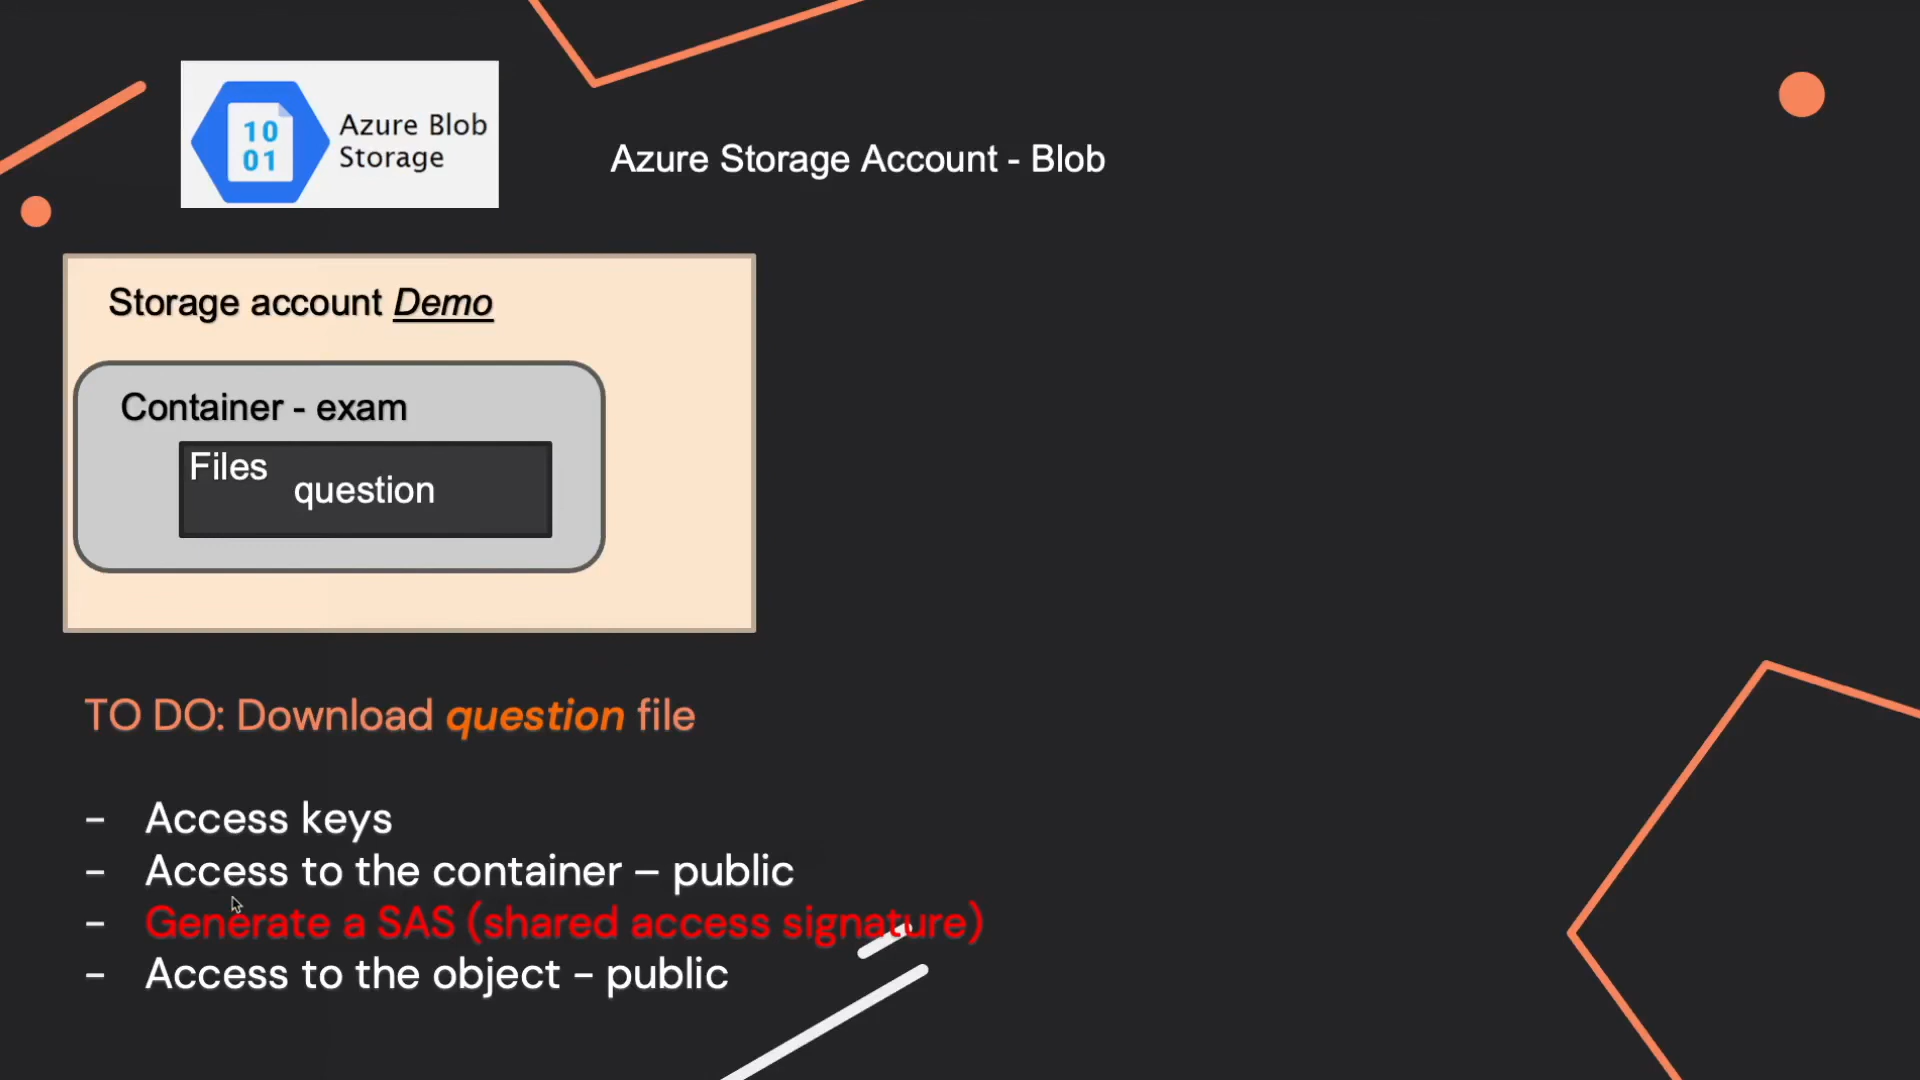 10
01
Azure Blob
Storage
Azure Storage Account - Blob
Storage account Demo
Container - exam
Files
question
TO DO: Download question file
- Access keys
- Access to the container – public
- Generate a SAS (shared access signature)
- Access to the object - public